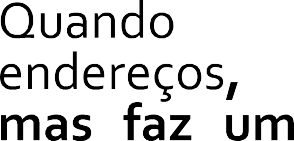 Quando
endereços,
mas faz um